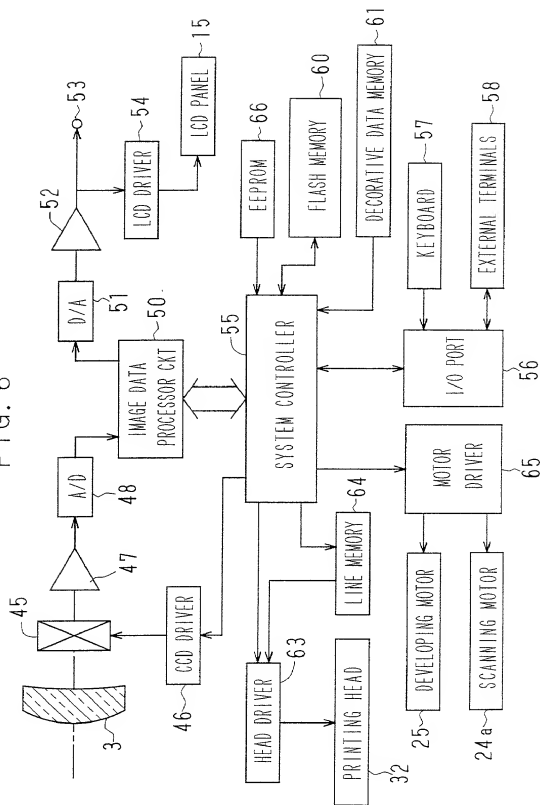 FIG. 6
3
45
47
48
A/D
50
IMAGE DATA
PROCESSOR CKT
51
D/A
52
53
54
LCD DRIVER
15
LCD PANEL
46
CCD DRIVER
55
SYSTEM CONTROLLER
66
EEPROM
60
FLASH MEMORY
61
DECORATIVE DATA MEMORY
63
HEAD DRIVER
64
LINE MEMORY
32
PRINTING HEAD
65
MOTOR
DRIVER
25
DEVELOPING MOTOR
24a
SCANNING MOTOR
56
I/O PORT
57
KEYBOARD
58
EXTERNAL TERMINALS